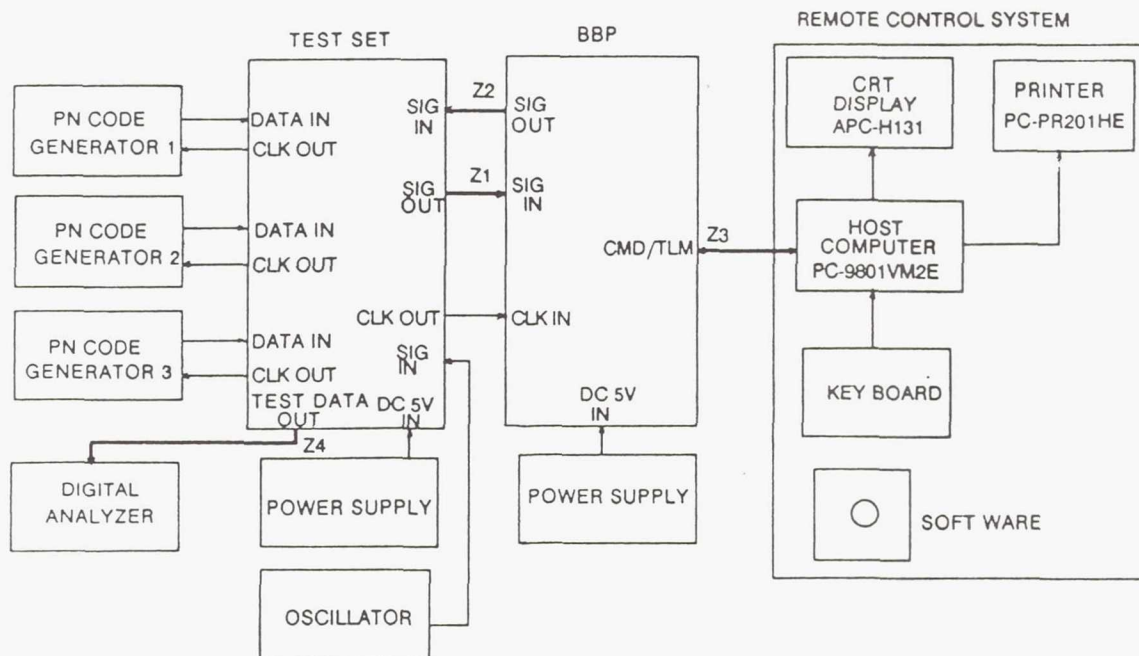 REMOTE CONTROL SYSTEM
TEST SET
BBP
PN CODE
GENERATOR 1
DATA IN
CLK OUT
SIG
IN
Z2
SIG
OUT
CRT
DISPLAY
APC-H131
PRINTER
PC-PR201HE
PN CODE
GENERATOR 2
DATA IN
CLK OUT
SIG
OUT
Z1
SIG
IN
CMD/TLM
Z3
HOST
COMPUTER
PC-9801VM2E
PN CODE
GENERATOR 3
DATA IN
CLK OUT
CLK OUT
CLK IN
SIG
IN
TEST DATA
OUT
DC 5V
IN
DC 5V
IN
KEY BOARD
Z4
DIGITAL
ANALYZER
POWER SUPPLY
POWER SUPPLY
SOFT WARE
OSCILLATOR